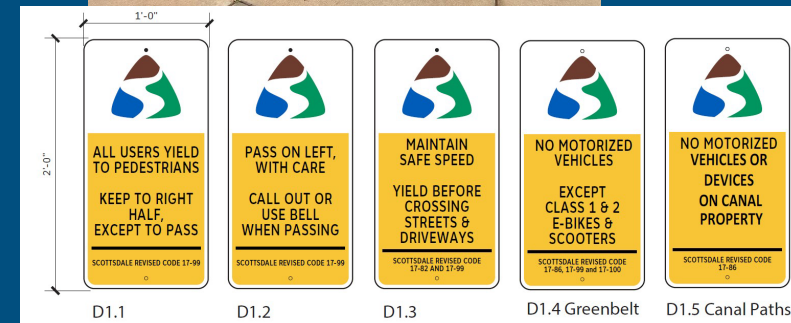 1'-0"
2'-0"
ALL USERS YIELD
TO PEDESTRIANS
KEEP TO RIGHT
HALF,
EXCEPT TO PASS
SCOTTSDALE REVISED CODE 17-99
D1.1
PASS ON LEFT,
WITH CARE
CALL OUT OR
USE BELL
WHEN PASSING
SCOTTSDALE REVISED CODE 17-99
D1.2
MAINTAIN
SAFE SPEED
YIELD BEFORE
CROSSING
STREETS &
DRIVEWAYS
SCOTTSDALE REVISED CODE
17-82 AND 17-99
D1.3
NO MOTORIZED
VEHICLES
EXCEPT
CLASS 1 & 2
E-BIKES &
SCOOTERS
SCOTTSDALE REVISED CODE
17-86, 17-99 and 17-100
D1.4 Greenbelt
NO MOTORIZED
VEHICLES OR
DEVICES
ON CANAL
PROPERTY
SCOTTSDALE REVISED CODE
17-86
D1.5 Canal Paths